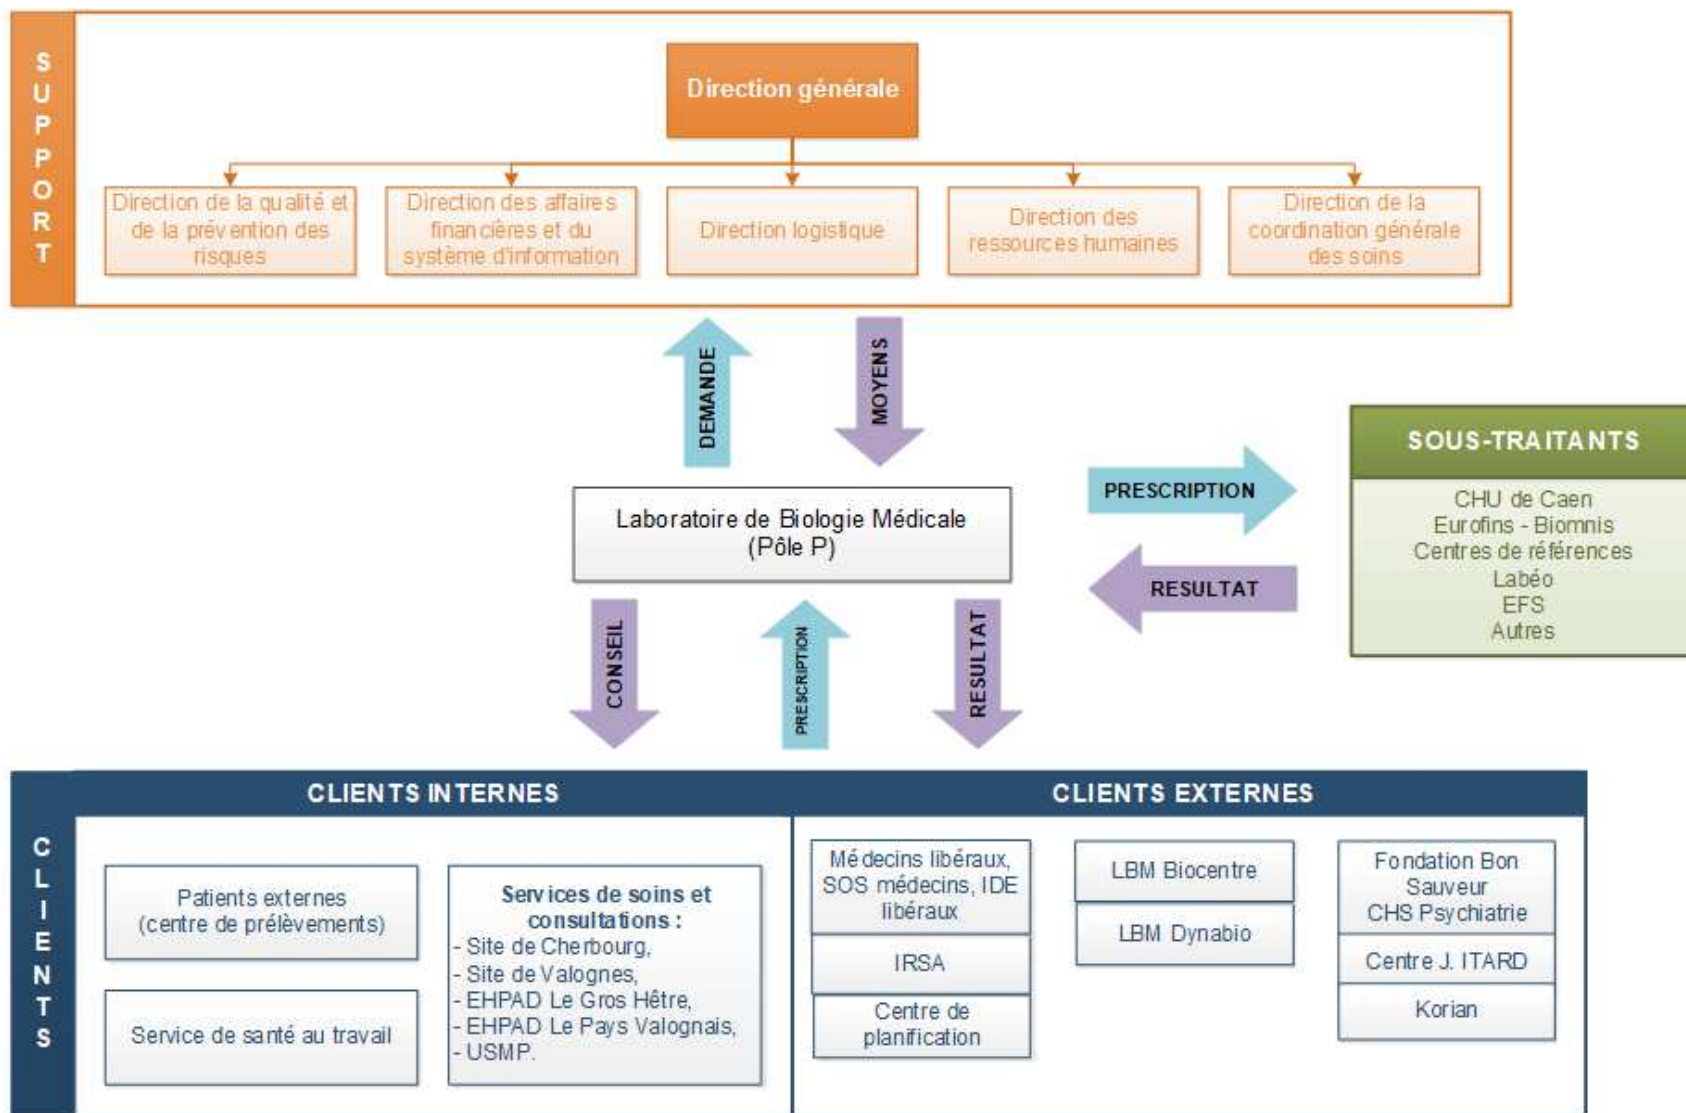 SUPPORT
Direction générale
Direction de la qualité et
de la prévention des
risques
Direction des affaires
financières et du
système d'information
Direction logistique
Direction des
ressources humaines
Direction de la
coordination générale
des soins
DEMANDE
MOYENS
Laboratoire de Biologie Médicale
(Pôle P)
PRESCRIPTION
RESULTAT
SOUS-TRAITANTS
CHU de Caen
Eurofins - Biomnis
Centres de références
Labéo
EFS
Autres
CONSEIL
PRESCRIPTION
RESULTAT
CLIENTS
CLIENTS INTERNES
Patients externes
(centre de prélèvements)
Service de santé au travail
Services de soins et
consultations :
- Site de Cherbourg,
- Site de Valognes,
- EHPAD Le Gros Hêtre,
- EHPAD Le Pays Valognais,
- USMP.
CLIENTS EXTERNES
Médecins libéraux,
SOS médecins, IDE
libéraux
IRSA
Centre de
planification
LBM Biocentre
LBM Dynabio
Fondation Bon
Sauveur
CHS Psychiatrie
Centre J. ITARD
Korian